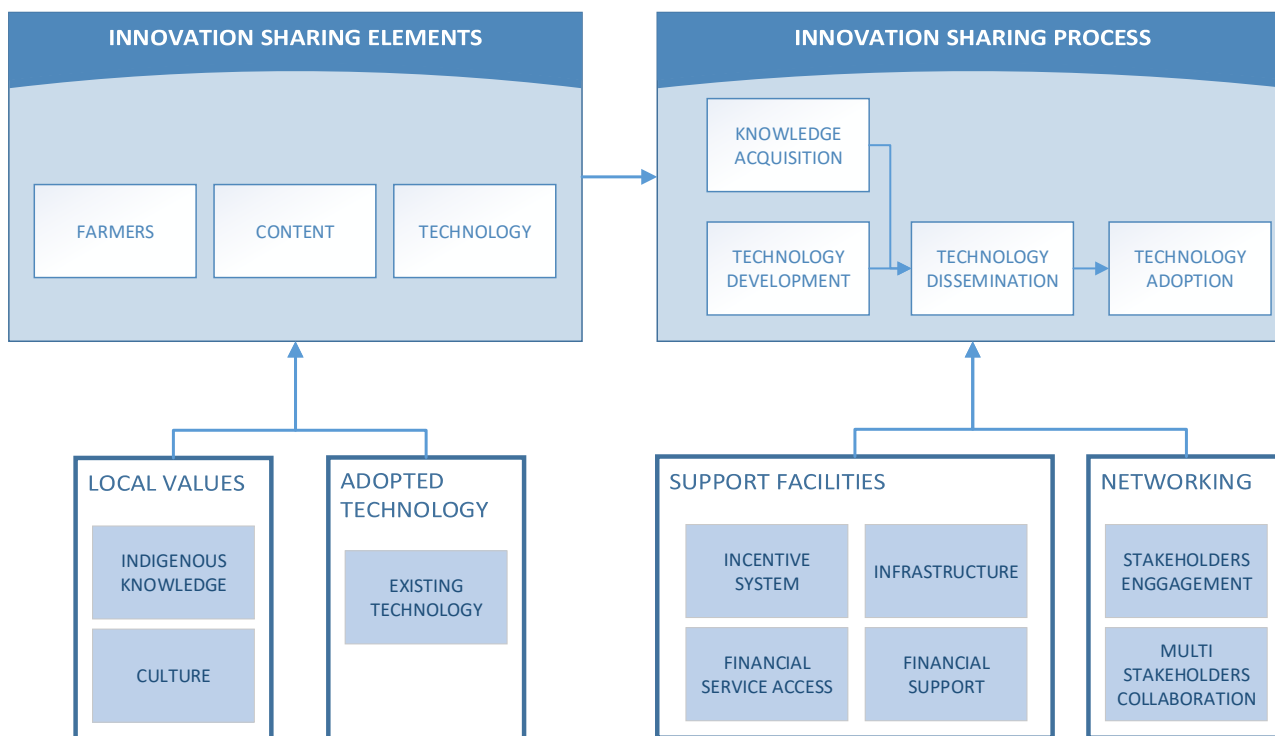 INNOVATION SHARING ELEMENTS
FARMERS
CONTENT
TECHNOLOGY
INNOVATION SHARING PROCESS
KNOWLEDGE
ACQUISITION
TECHNOLOGY
DEVELOPMENT
TECHNOLOGY
DISSEMINATION
TECHNOLOGY
ADOPTION
LOCAL VALUES
INDIGENOUS
KNOWLEDGE
CULTURE
ADOPTED
TECHNOLOGY
EXISTING
TECHNOLOGY
SUPPORT FACILITIES
INCENTIVE
SYSTEM
INFRASTRUCTURE
FINANCIAL
SERVICE ACCESS
FINANCIAL
SUPPORT
NETWORKING
STAKEHOLDERS
ENGGAGEMENT
MULTI
STAKEHOLDERS
COLLABORATION